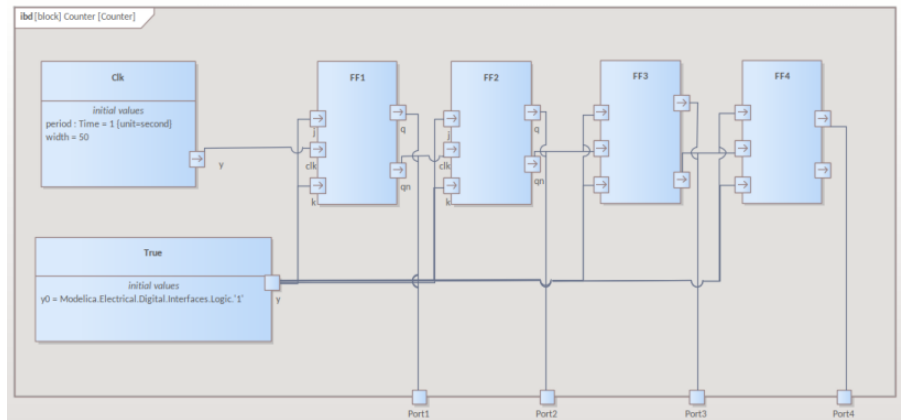 ibd [block] Counter [Counter]
Clk
initial values
period : Time = 1 {unit=second}
width = 50
y
FF1
j
clk
k
q
qn
FF2
j
clk
k
q
qn
FF3
FF4
True
initial values
y0 = Modelica.Electrical.Digital.Interfaces.Logic.'1'
y
Port1
Port2
Port3
Port4